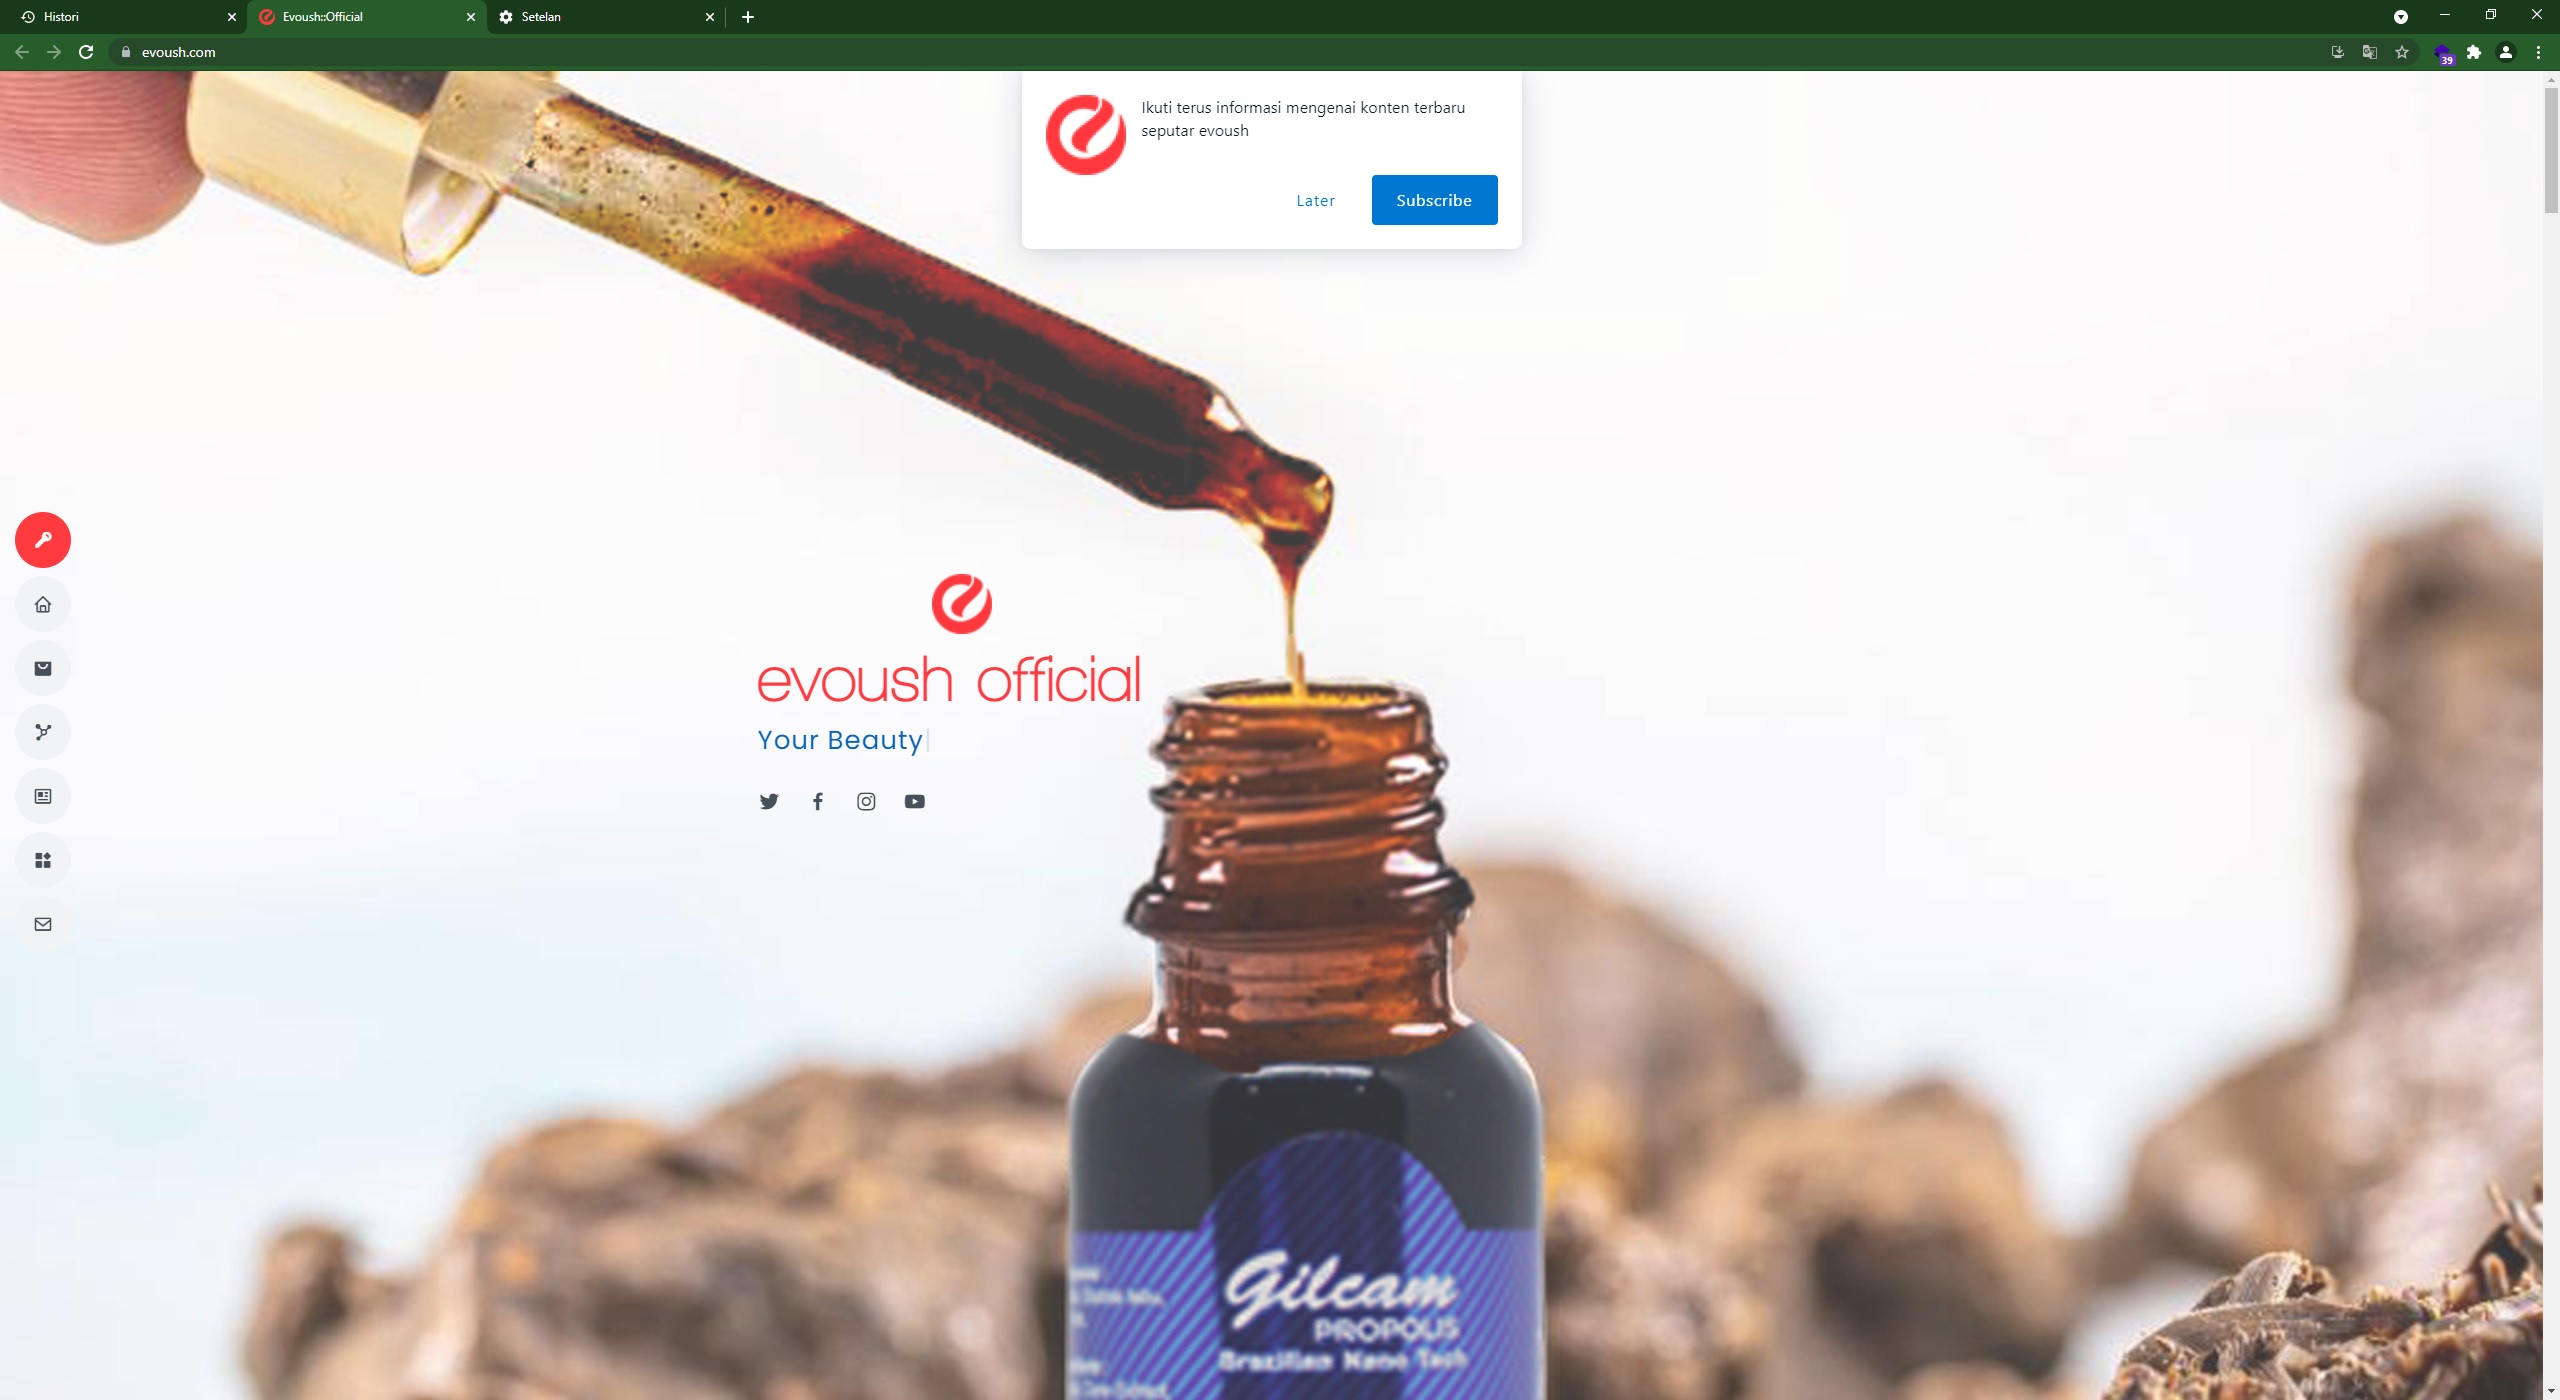 Histori
Evoush::Official
Setelan
evoush.com
39
Ikuti terus informasi mengenai konten terbaru
seputar evoush
Later
Subscribe
evoush official
Your Beauty
Gilcam
PROPOLIS
Brazilian Nano Tech